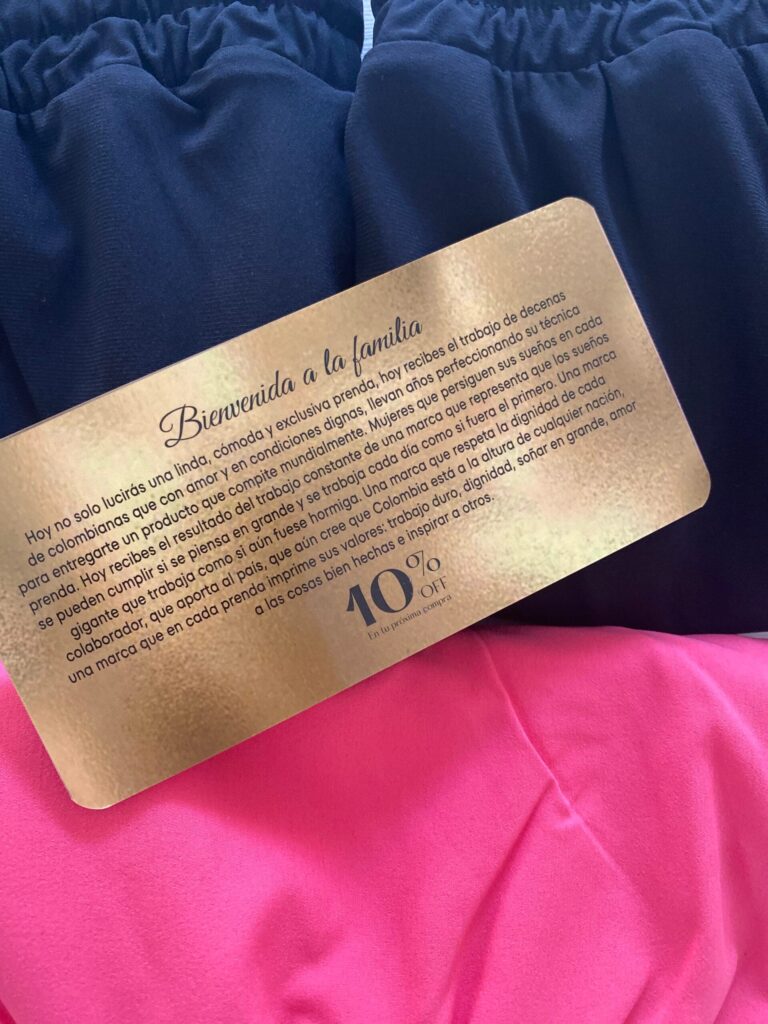 Bienvenida a la familia
Hoy no solo lucirás una linda, cómoda y exclusiva prenda, hoy recibes el trabajo de decenas
de colombianas que con amor y en condiciones dignas, llevan años perfeccionando su técnica
para entregarte un producto que compite mundialmente. Mujeres que persiguen sus sueños en cada
prenda. Hoy recibes el resultado del trabajo constante de una marca que representa que los sueños
se pueden cumplir si se piensa en grande y se trabaja cada día como si fuera el primero. Una marca
gigante que trabaja como si aún fuese hormiga. Una marca que respeta la dignidad de cada
colaborador, que aporta al país, que aún cree que Colombia está a la altura de cualquier nación,
una marca que en cada prenda imprime sus valores: trabajo duro, dignidad, soñar en grande, amor
a las cosas bien hechas e inspirar a otros.
10% OFF
En tu próxima compra